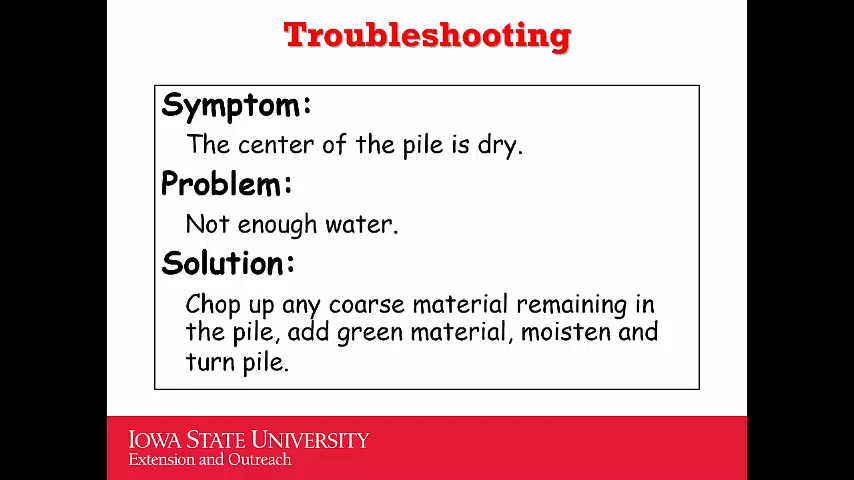 Troubleshooting
Symptom:
The center of the pile is dry.
Problem:
Not enough water.
Solution:
Chop up any coarse material remaining in
the pile, add green material, moisten and
turn pile.
IOWA STATE UNIVERSITY
Extension and Outreach